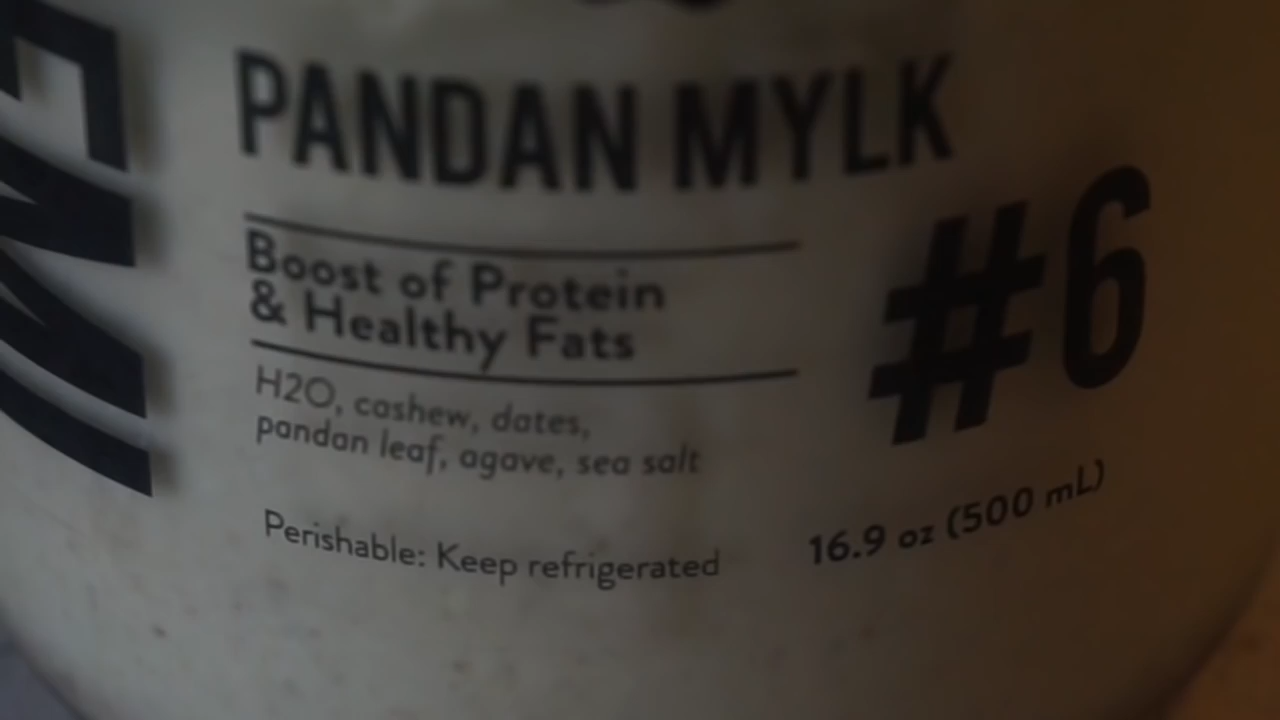 PANDAN MYLK
#6
Boost of Protein
& Healthy Fats
H2O, cashew, dates,
pandan leaf, agave, sea salt
Perishable: Keep refrigerated
16.9 oz (500 mL)